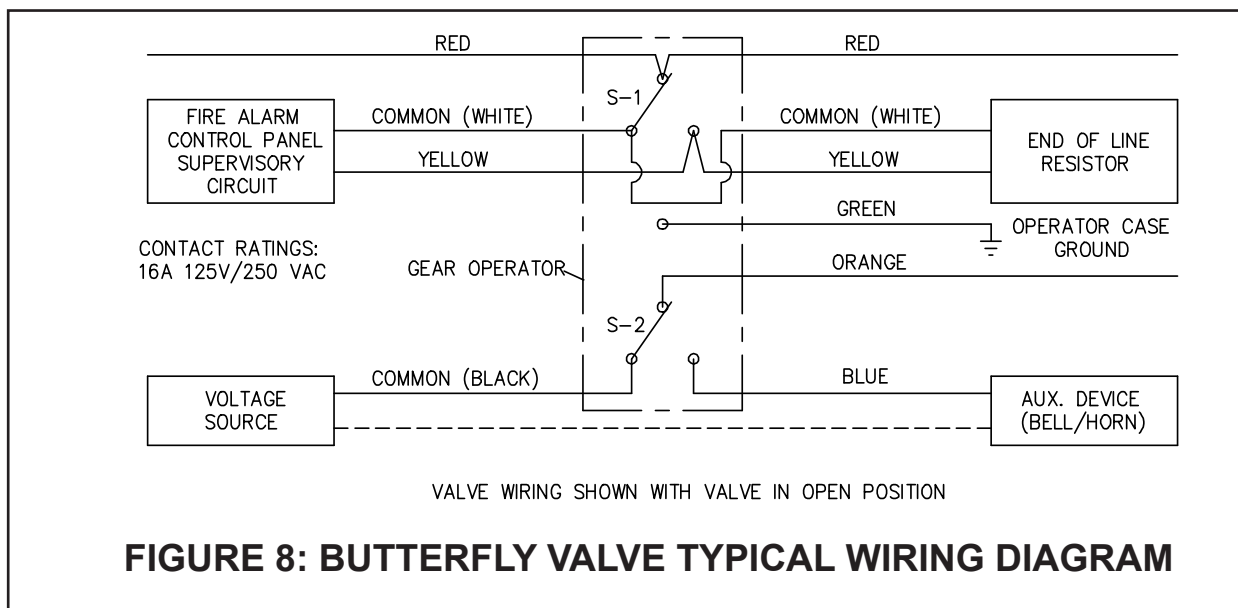 RED RED
S-1
FIRE ALARM
CONTROL PANEL
SUPERVISORY
CIRCUIT
COMMON (WHITE) COMMON (WHITE)
YELLOW YELLOW
END OF LINE
RESISTOR
GREEN
OPERATOR CASE
GROUND
CONTACT RATINGS:
16A 125V/250 VAC
GEAR OPERATOR
ORANGE
S-2
COMMON (BLACK) BLUE
VOLTAGE
SOURCE
AUX. DEVICE
(BELL/HORN)
VALVE WIRING SHOWN WITH VALVE IN OPEN POSITION
FIGURE 8: BUTTERFLY VALVE TYPICAL WIRING DIAGRAM